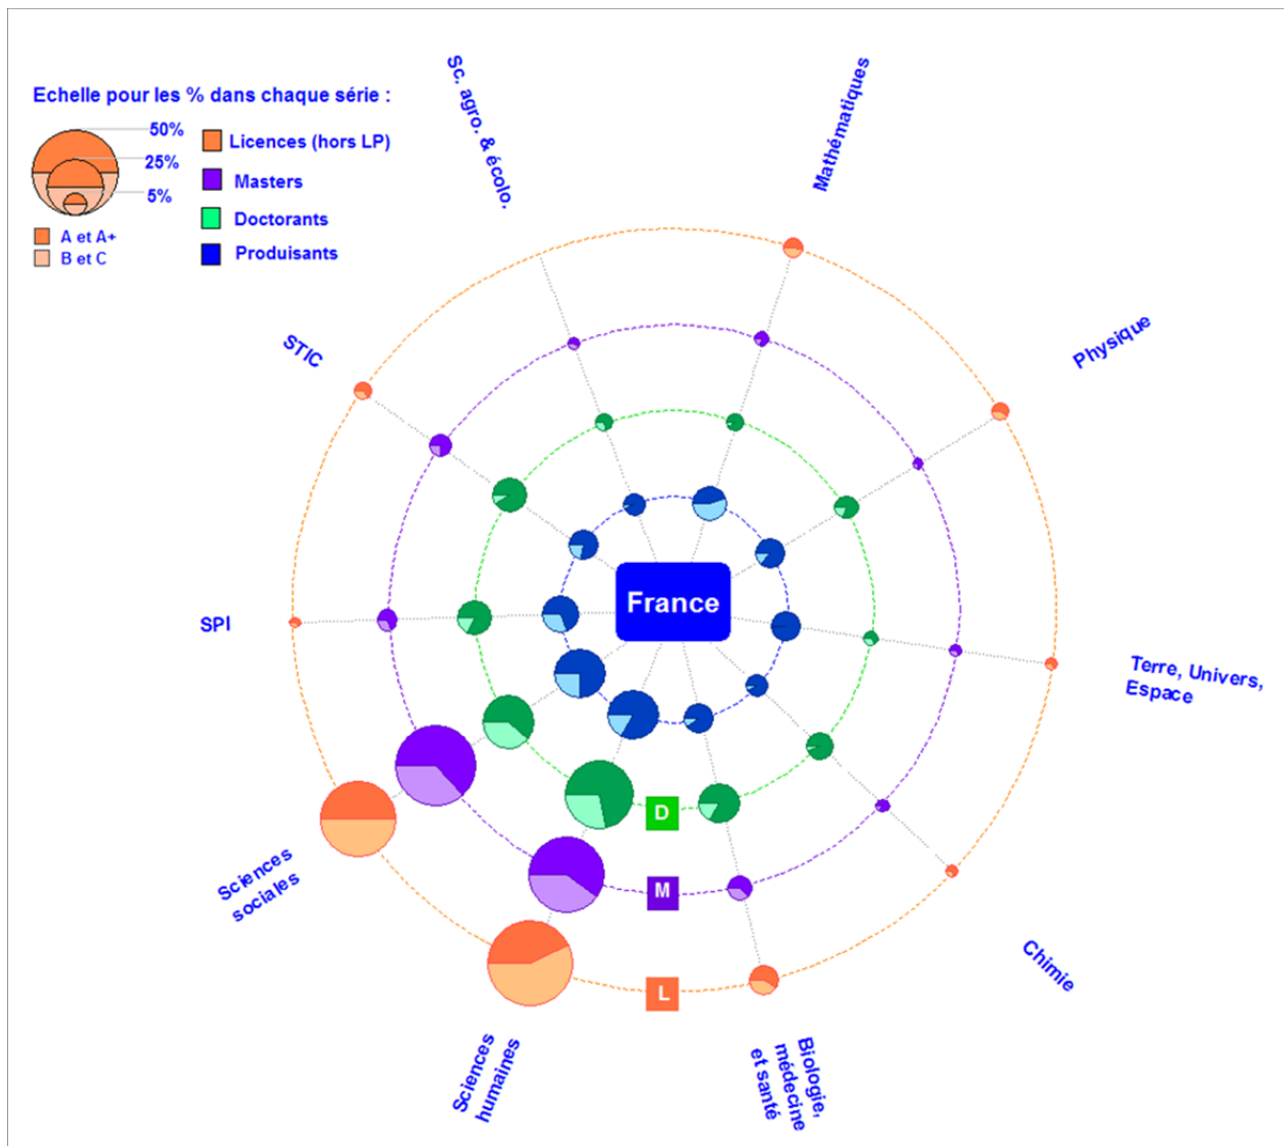 Echelle pour les % dans chaque série :
50%
25%
5%
A et A+
B et C
Licences (hors LP)
Masters
Doctorants
Produisants
Sc. agro. & écolo.
Mathématiques
Physique
STIC
SPI
France
Terre, Univers,
Espace
Sciences
sociales
D
M
L
Chimie
Sciences
humaines
Biologie,
médecine
et santé